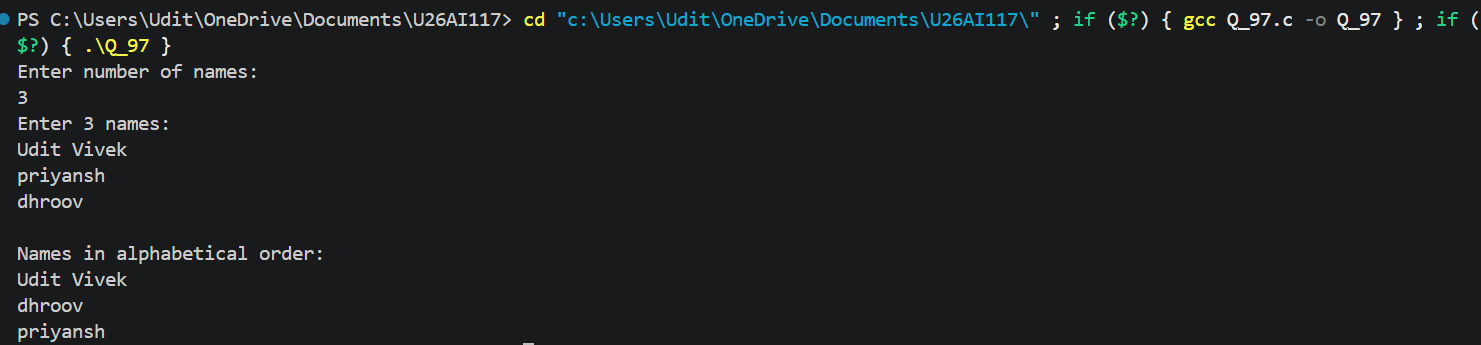 PS C:\Users\Udit\OneDrive\Documents\U26AI117> cd "c:\Users\Udit\OneDrive\Documents\U26AI117\" ; if ($?) { gcc Q_97.c -o Q_97 } ; if (
$?) { .\Q_97 }
Enter number of names:
3
Enter 3 names:
Udit Vivek
priyansh
dhroov

Names in alphabetical order:
Udit Vivek
dhroov
priyansh